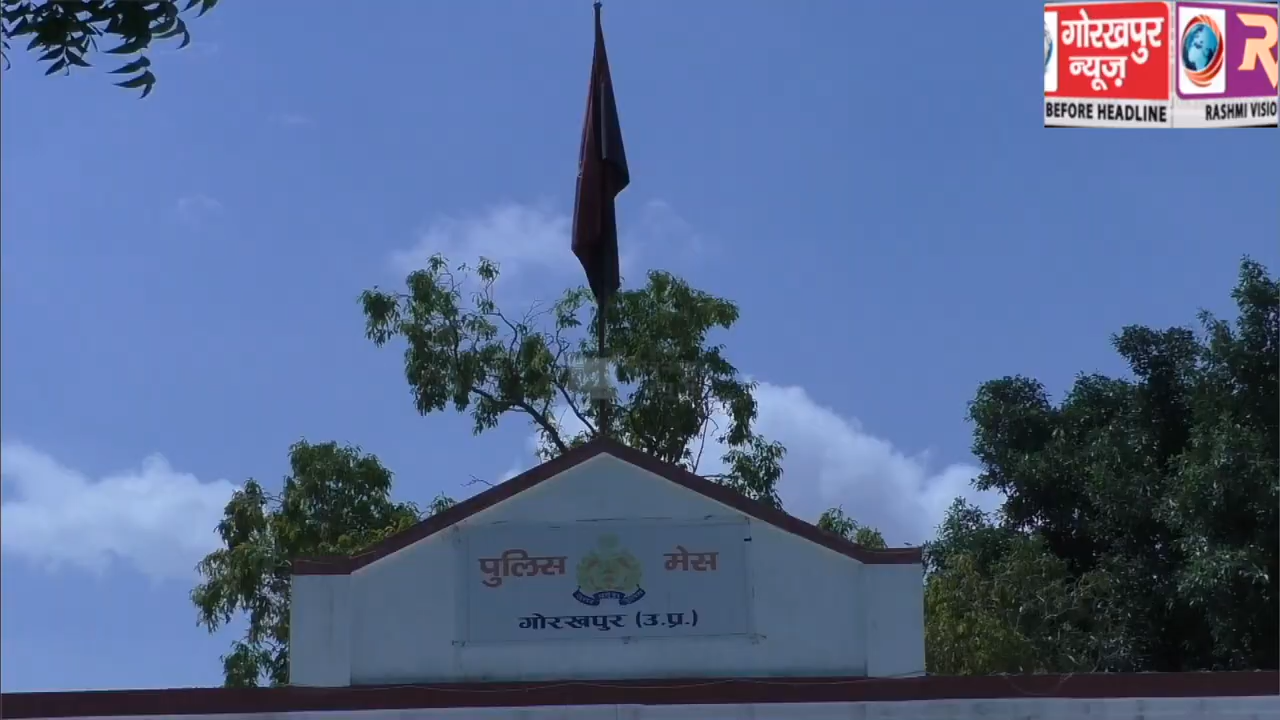 गोरखपुर
न्यूज़
BEFORE HEADLINE
R
RASHMI VISIO
पुलिस मेस
गोरखपुर (उ.प्र.)